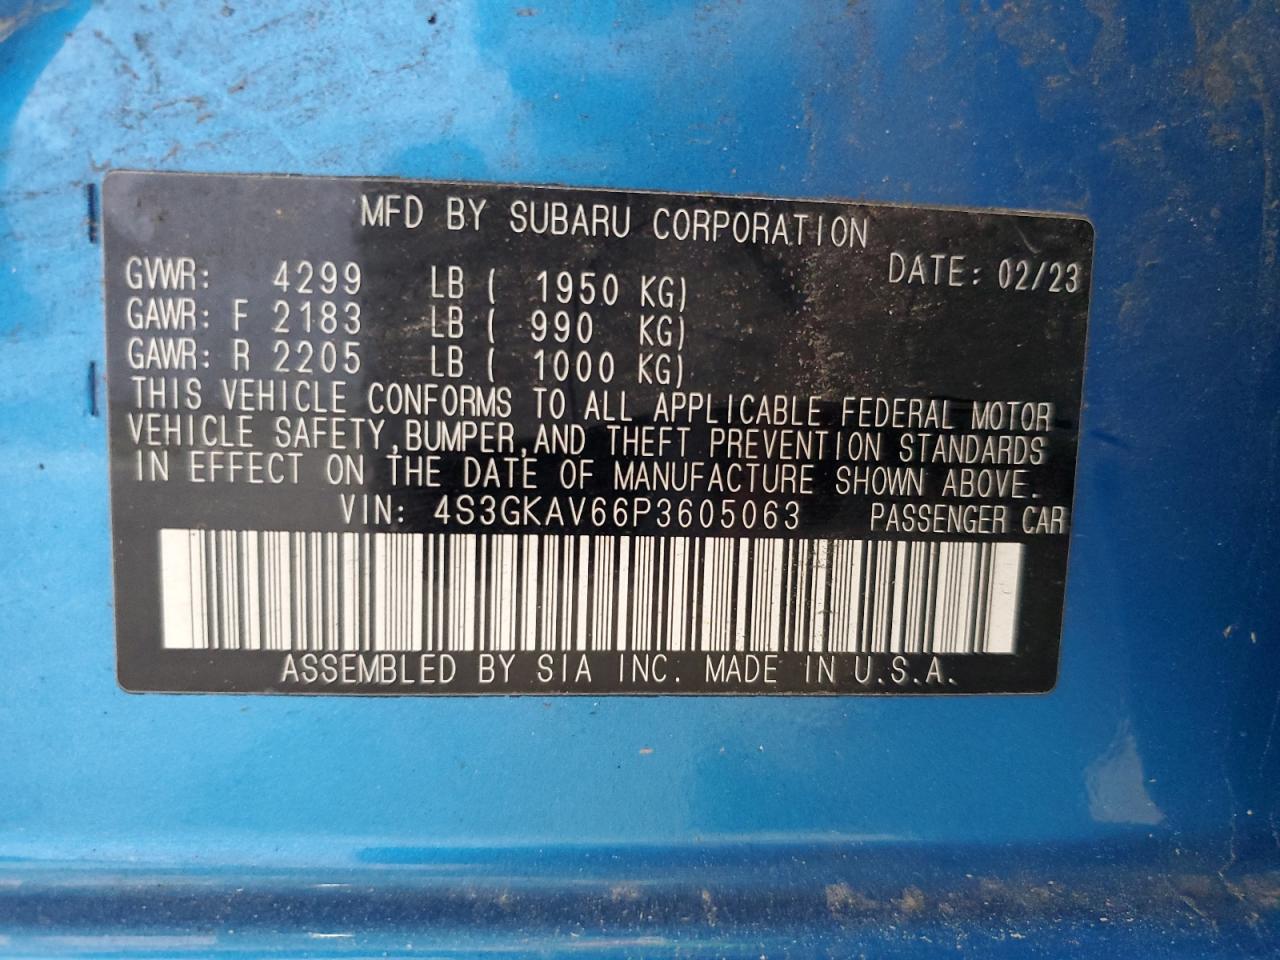 MFD BY SUBARU CORPORATION
DATE: 02/23
GVWR: 4299 LB ( 1950 KG)
GAWR: F 2183 LB ( 990 KG)
GAWR: R 2205 LB ( 1000 KG)
THIS VEHICLE CONFORMS TO ALL APPLICABLE FEDERAL MOTOR
VEHICLE SAFETY,BUMPER,AND THEFT PREVENTION STANDARDS
IN EFFECT ON THE DATE OF MANUFACTURE SHOWN ABOVE.
VIN: 4S3GKAV66P3605063 PASSENGER CAR
ASSEMBLED BY SIA INC. MADE IN U.S.A.